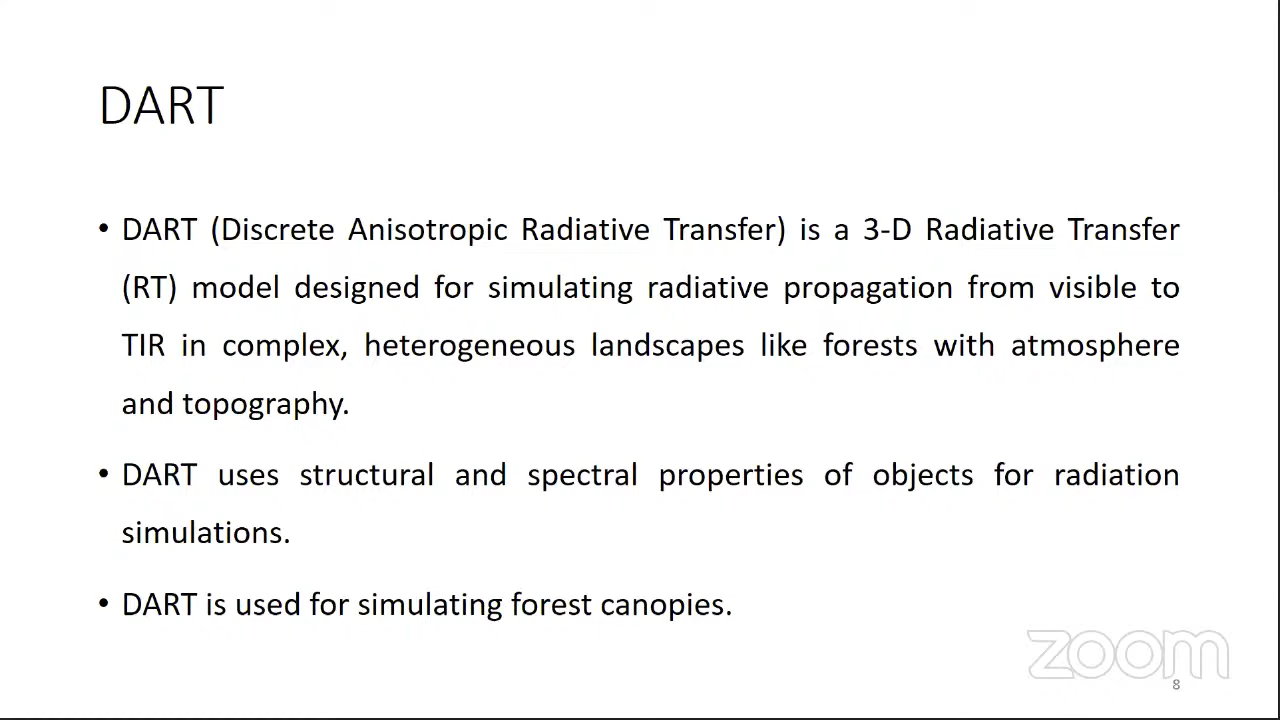 DART
• DART (Discrete Anisotropic Radiative Transfer) is a 3-D Radiative Transfer
(RT) model designed for simulating radiative propagation from visible to
TIR in complex, heterogeneous landscapes like forests with atmosphere
and topography.
• DART uses structural and spectral properties of objects for radiation
simulations.
• DART is used for simulating forest canopies.
zoom
8